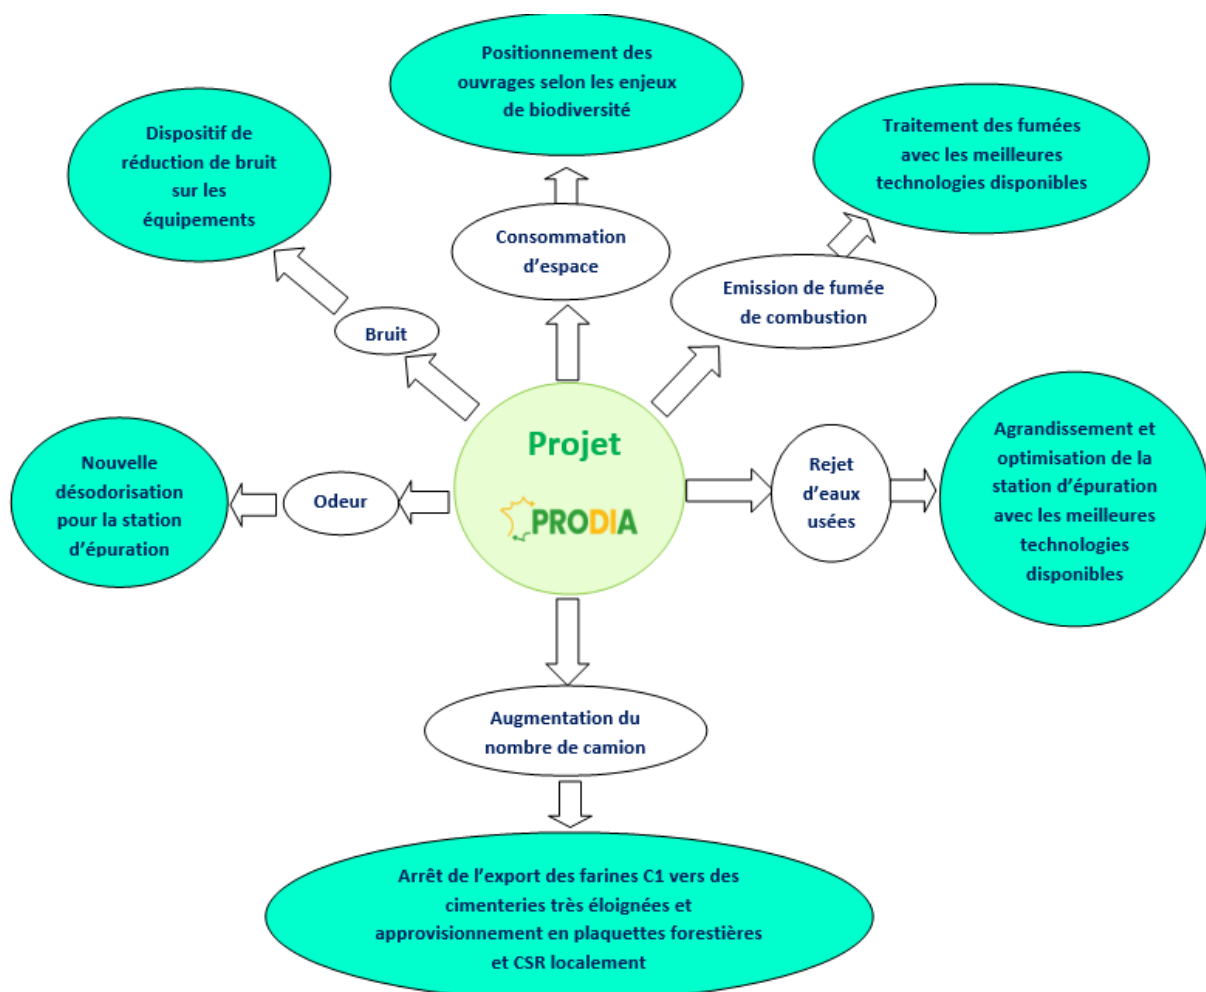 Positionnement des
ouvrages selon les enjeux
de biodiversité
Dispositif de
réduction de bruit
sur les
équipements
Traitement des fumées
avec les meilleures
technologies disponibles
Consommation
d'espace
Emission de fumée
de combustion
Bruit
Projet
PRODIA
Nouvelle
désodorisation
pour la station
d'épuration
Odeur
Rejet
d'eaux
usées
Agrandissement et
optimisation de la
station d'épuration
avec les meilleures
technologies
disponibles
Augmentation du
nombre de camion
Arrêt de l'export des farines C1 vers des
cimenteries très éloignées et
approvisionnement en plaquettes forestières
et CSR localement